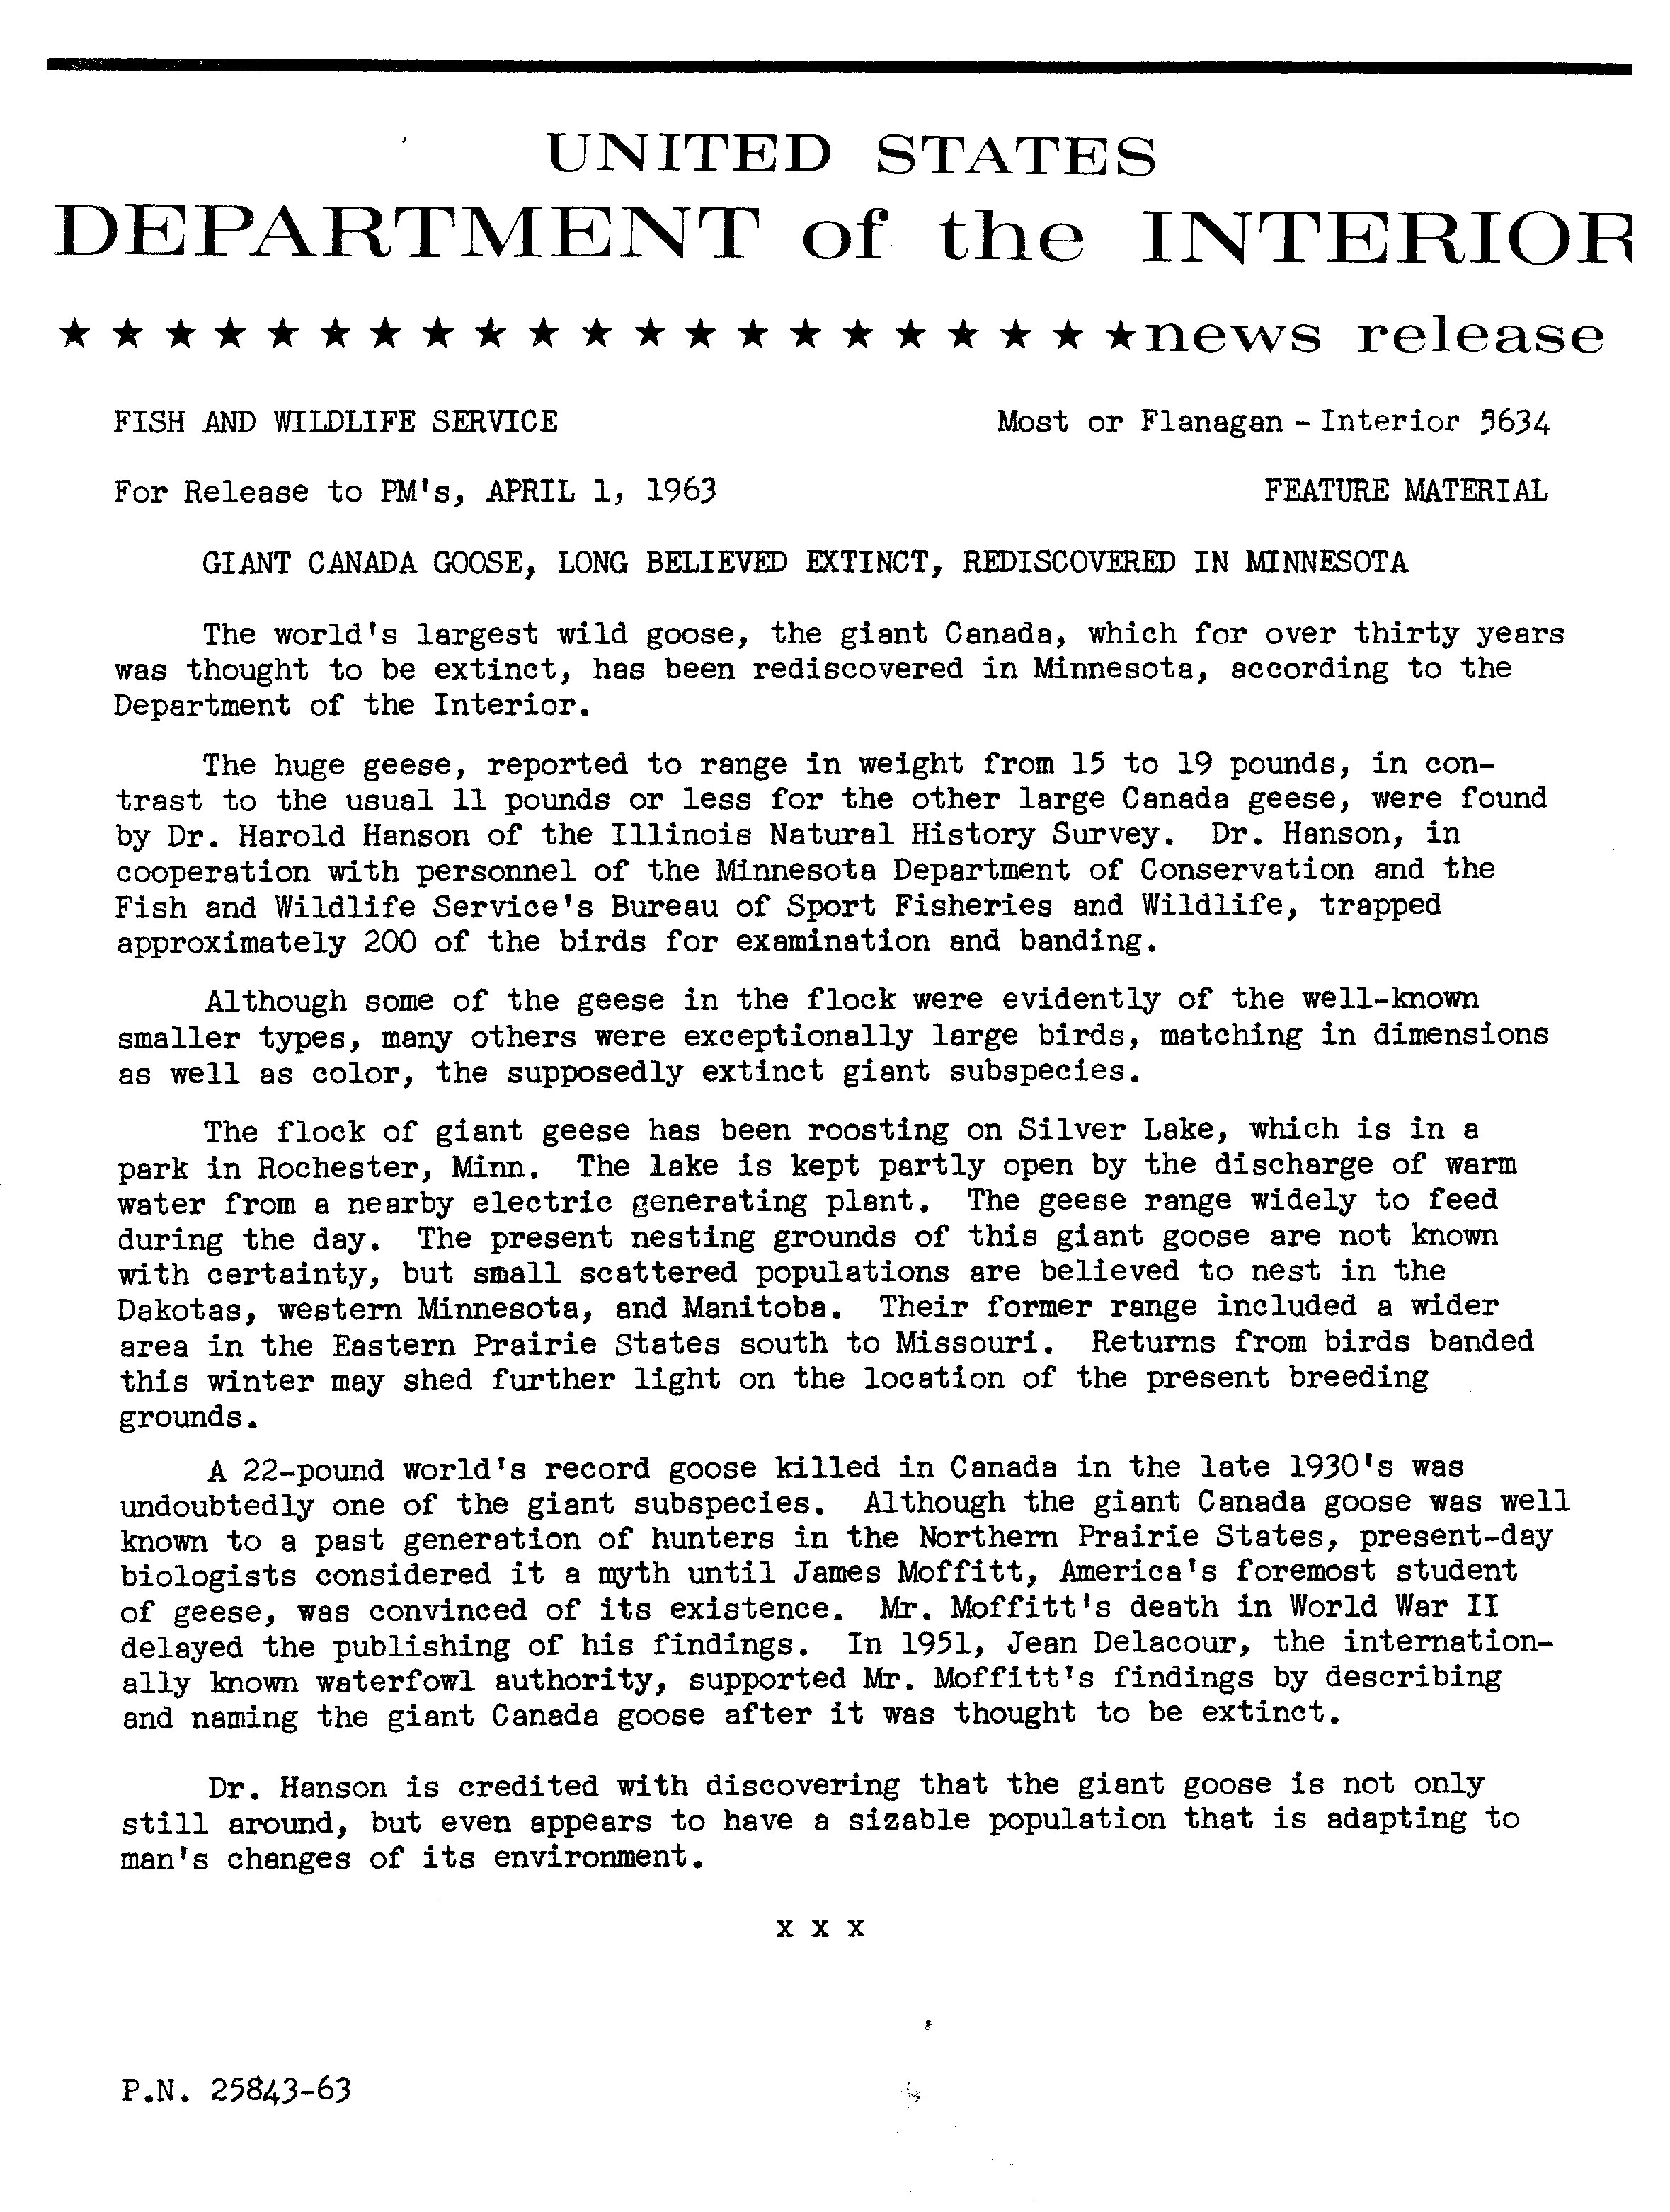 UNITED STATES
DEPARTMENT of the INTERIOR
★ ★ ★ ★ ★ ★ ★ ★ ★ ★ ★ ★ ★ ★ ★ ★ ★ ★ ★ ★ ★news release
FISH AND WILDLIFE SERVICE Most or Flanagan - Interior 5634
For Release to PM's, APRIL 1, 1963 FEATURE MATERIAL
GIANT CANADA GOOSE, LONG BELIEVED EXTINCT, REDISCOVERED IN MINNESOTA
The world's largest wild goose, the giant Canada, which for over thirty years
was thought to be extinct, has been rediscovered in Minnesota, according to the
Department of the Interior.
The huge geese, reported to range in weight from 15 to 19 pounds, in con-
trast to the usual 11 pounds or less for the other large Canada geese, were found
by Dr. Harold Hanson of the Illinois Natural History Survey. Dr. Hanson, in
cooperation with personnel of the Minnesota Department of Conservation and the
Fish and Wildlife Service's Bureau of Sport Fisheries and Wildlife, trapped
approximately 200 of the birds for examination and banding.
Although some of the geese in the flock were evidently of the well-known
smaller types, many others were exceptionally large birds, matching in dimensions
as well as color, the supposedly extinct giant subspecies.
The flock of giant geese has been roosting on Silver Lake, which is in a
park in Rochester, Minn. The lake is kept partly open by the discharge of warm
water from a nearby electric generating plant. The geese range widely to feed
during the day. The present nesting grounds of this giant goose are not known
with certainty, but small scattered populations are believed to nest in the
Dakotas, western Minnesota, and Manitoba. Their former range included a wider
area in the Eastern Prairie States south to Missouri. Returns from birds banded
this winter may shed further light on the location of the present breeding
grounds.
A 22-pound world's record goose killed in Canada in the late 1930's was
undoubtedly one of the giant subspecies. Although the giant Canada goose was well
known to a past generation of hunters in the Northern Prairie States, present-day
biologists considered it a myth until James Moffitt, America's foremost student
of geese, was convinced of its existence. Mr. Moffitt's death in World War II
delayed the publishing of his findings. In 1951, Jean Delacour, the internation-
ally known waterfowl authority, supported Mr. Moffitt's findings by describing
and naming the giant Canada goose after it was thought to be extinct.
Dr. Hanson is credited with discovering that the giant goose is not only
still around, but even appears to have a sizable population that is adapting to
man's changes of its environment.
x x x
P.N. 25843-63